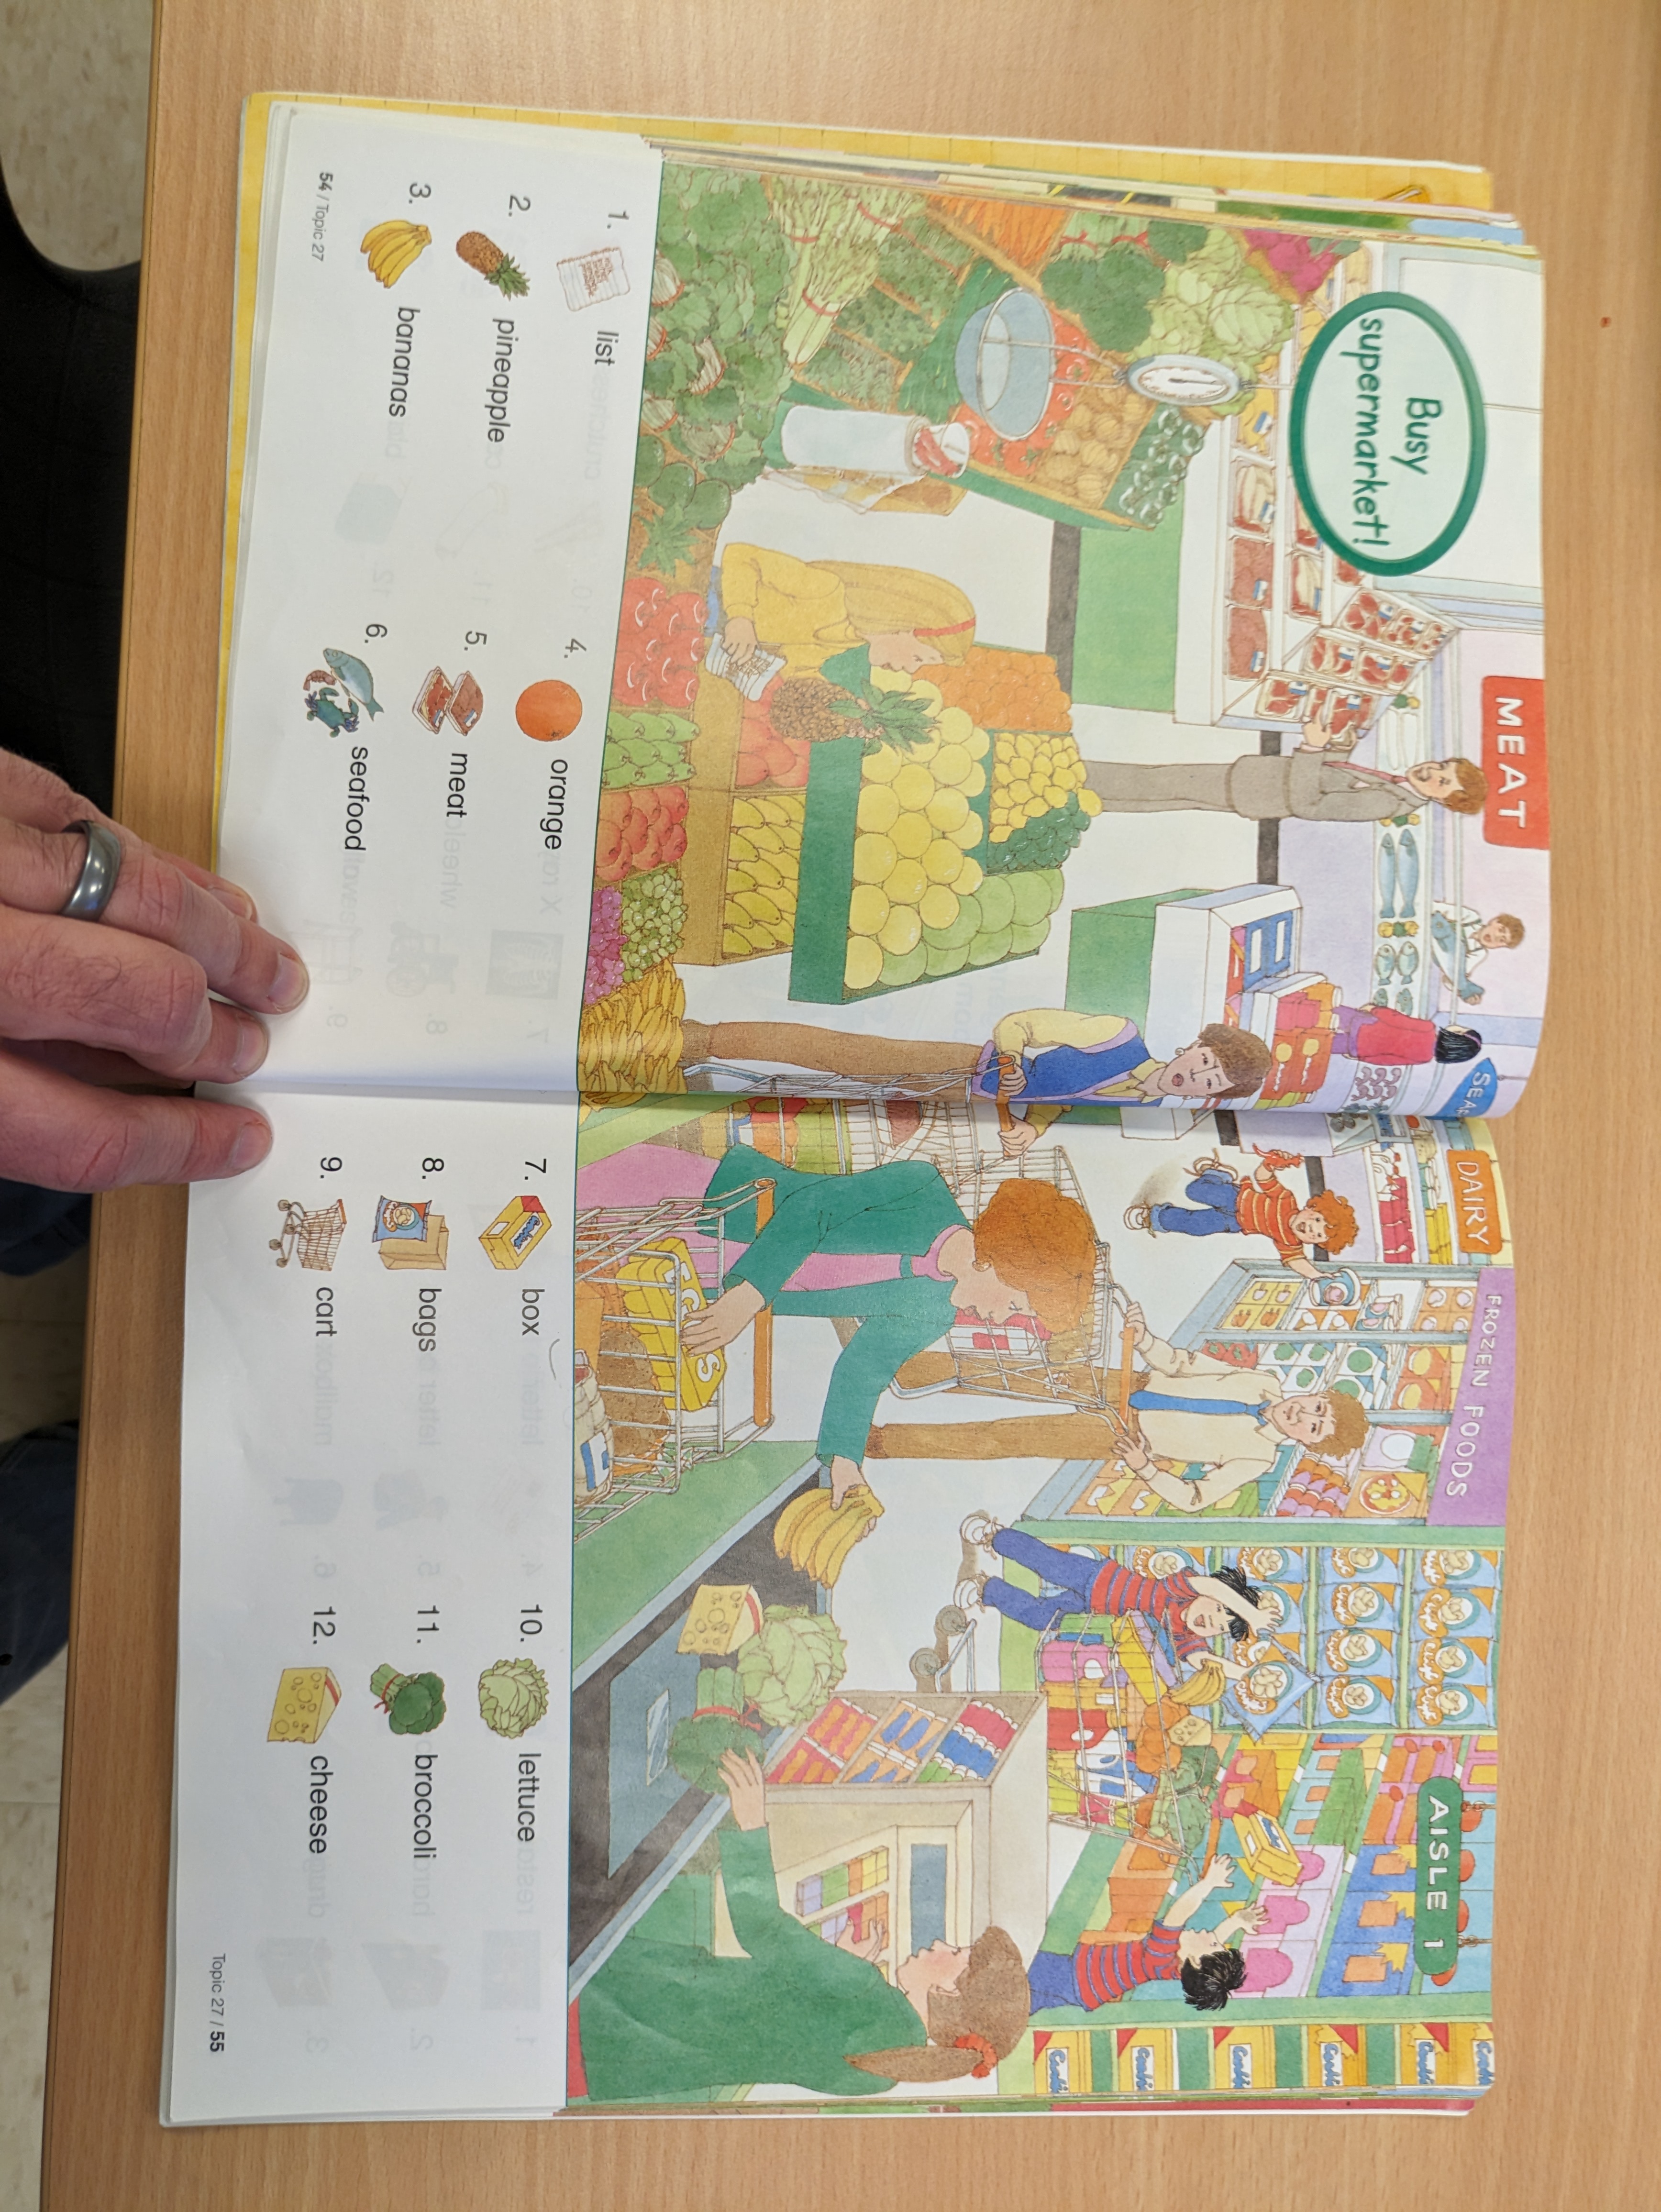 Busy
supermarket!
MEAT
DAIRY
FROZEN FOODS
AISLE 1
1. list
2. pineapple
3. bananas
4. orange
5. meat
6. seafood
54 / Topic 27
7. box
8. bags
9. cart
10. lettuce
11. broccoli
12. cheese
Topic 27 / 55